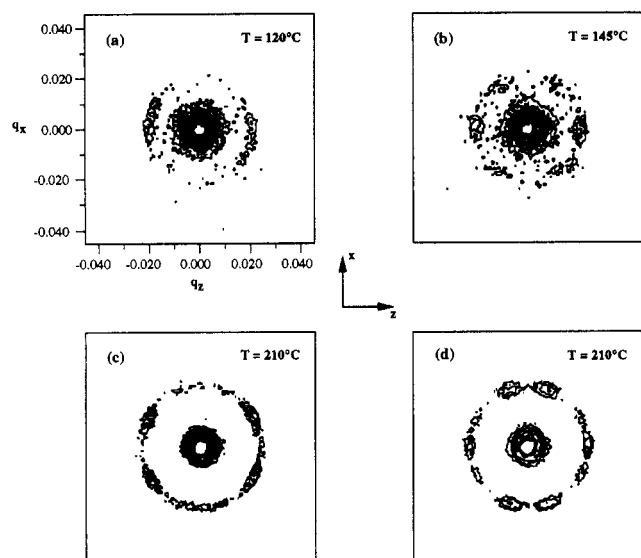 (a) T = 120°C
(b) T = 145°C
0.040
0.020
qx 0.000
-0.020
-0.040
-0.040 -0.020 0.000 0.020 0.040
qz
x
z
(c) T = 210°C
(d) T = 210°C